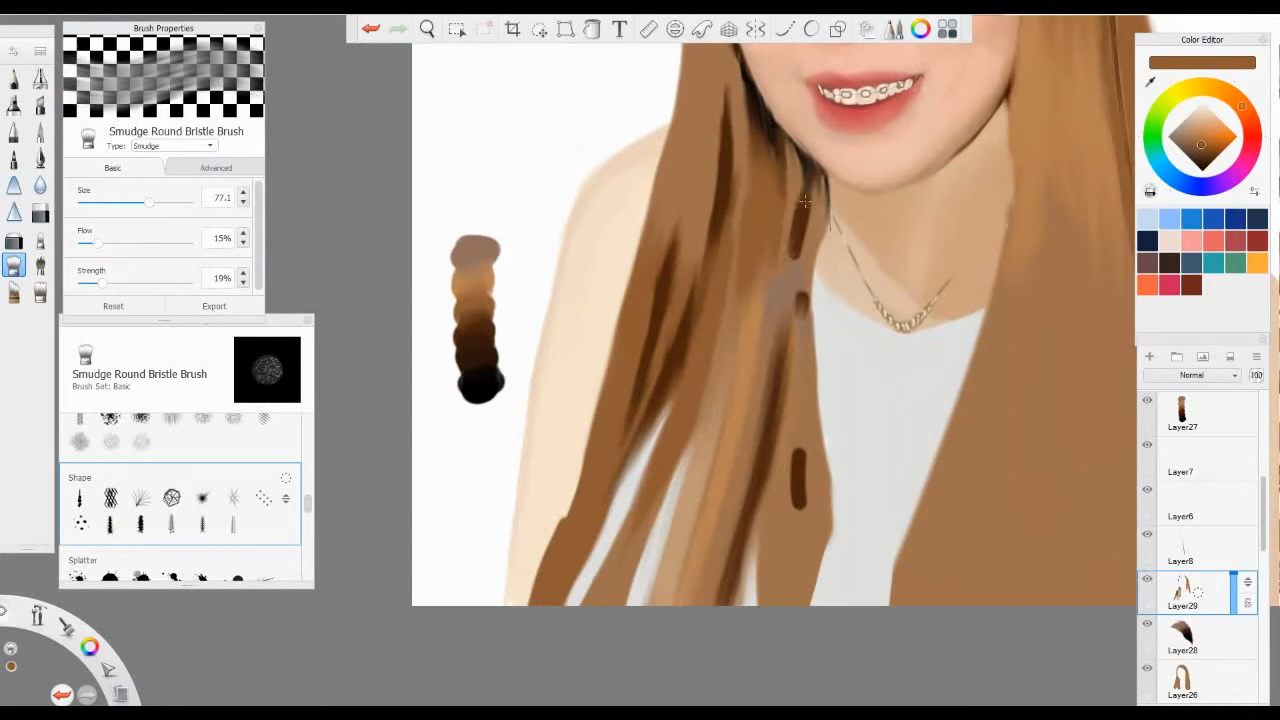 Brush Properties
Smudge Round Bristle Brush
Type: Smudge
Basic
Advanced
Size
77.1
Flow
15%
Strength
19%
Reset
Export
Smudge Round Bristle Brush
Brush Set: Basic
Shape
Splatter
T
Color Editor
Normal
100
Layer27
Layer7
Layer6
Layer8
Layer29
Layer28
Layer26